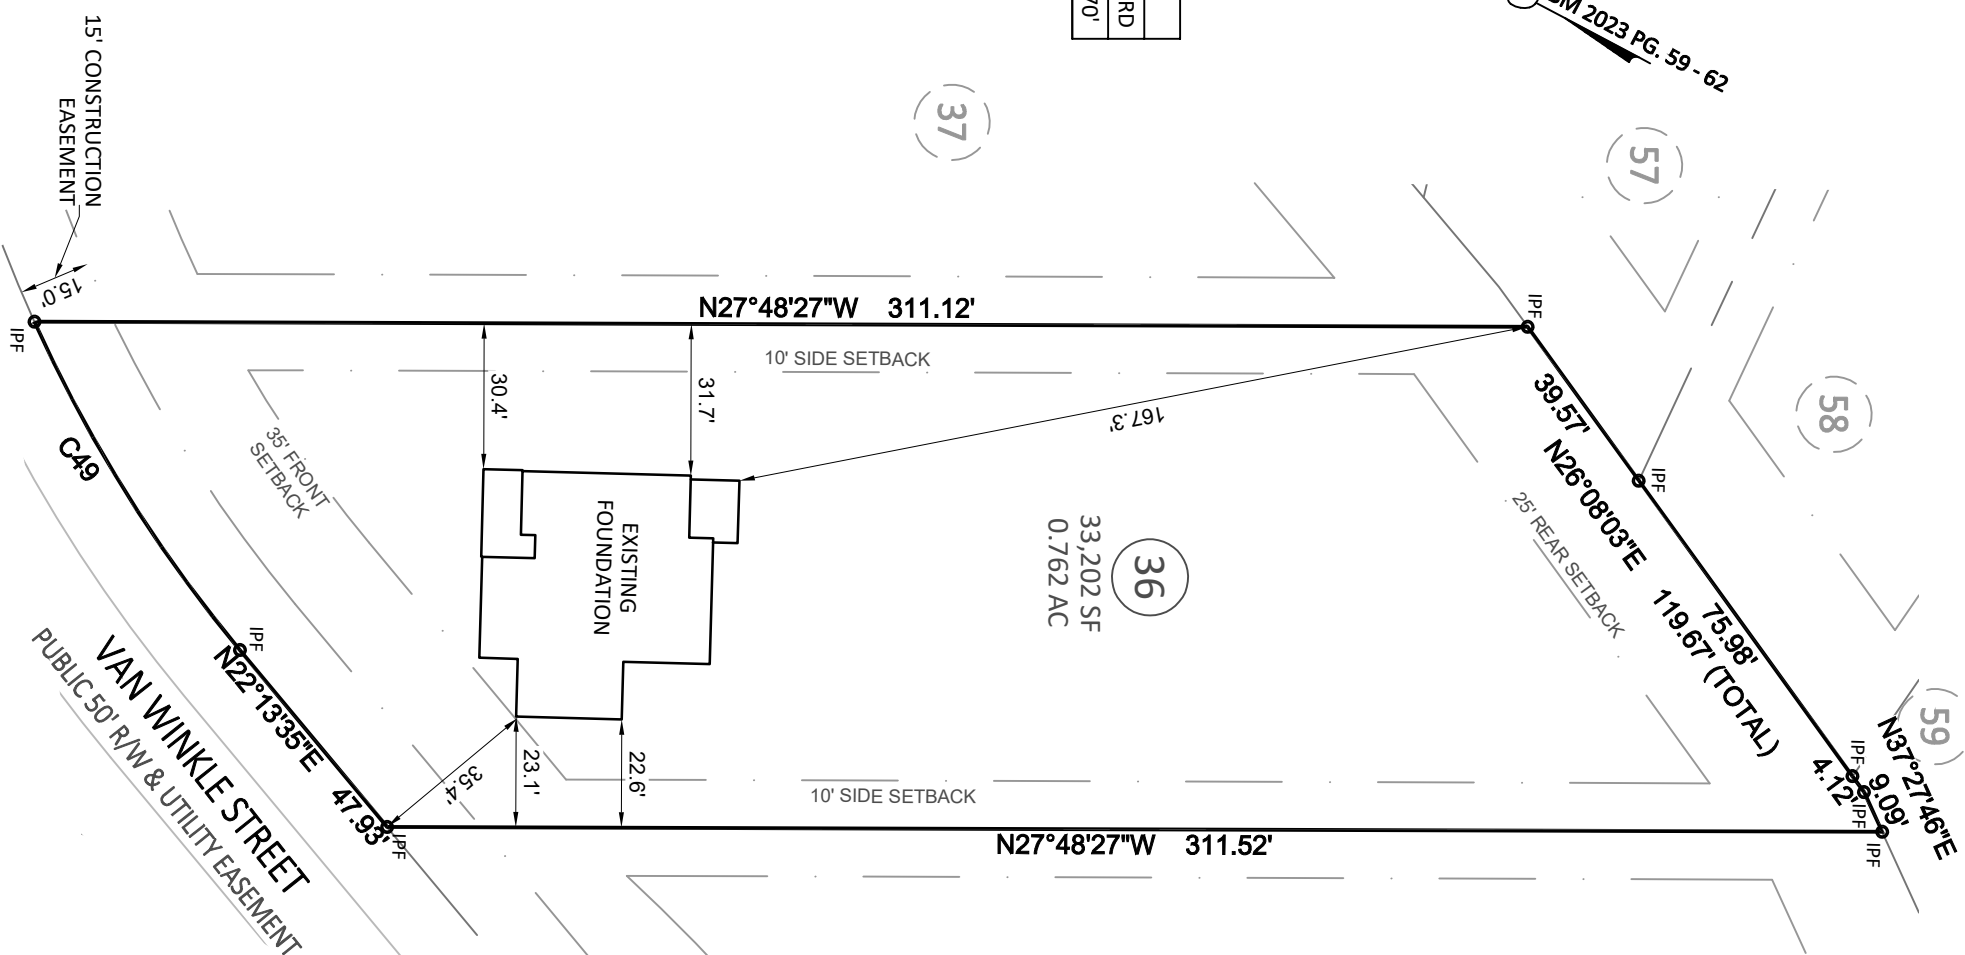 BM 2023 PG. 59 - 62
RD
70'
15' CONSTRUCTION
EASEMENT
15.0'
37
57
58
59
IPF
N27°48'27"W 311.12'
IPF
10' SIDE SETBACK
30.4'
31.7'
167.3'
39.57'
IPF
N26°08'03"E
119.67' (TOTAL)
75.98'
25' REAR SETBACK
C49
35' FRONT
SETBACK
EXISTING
FOUNDATION
36
33,202 SF
0.762 AC
IPF
N22°13'35"E 47.93'
35.4'
23.1'
22.6'
10' SIDE SETBACK
IPF
N27°48'27"W 311.52'
IPF
4.12'
IPF
9.09'
N37°27'46"E
IPF
VAN WINKLE STREET
PUBLIC 50' R/W & UTILITY EASEMENT